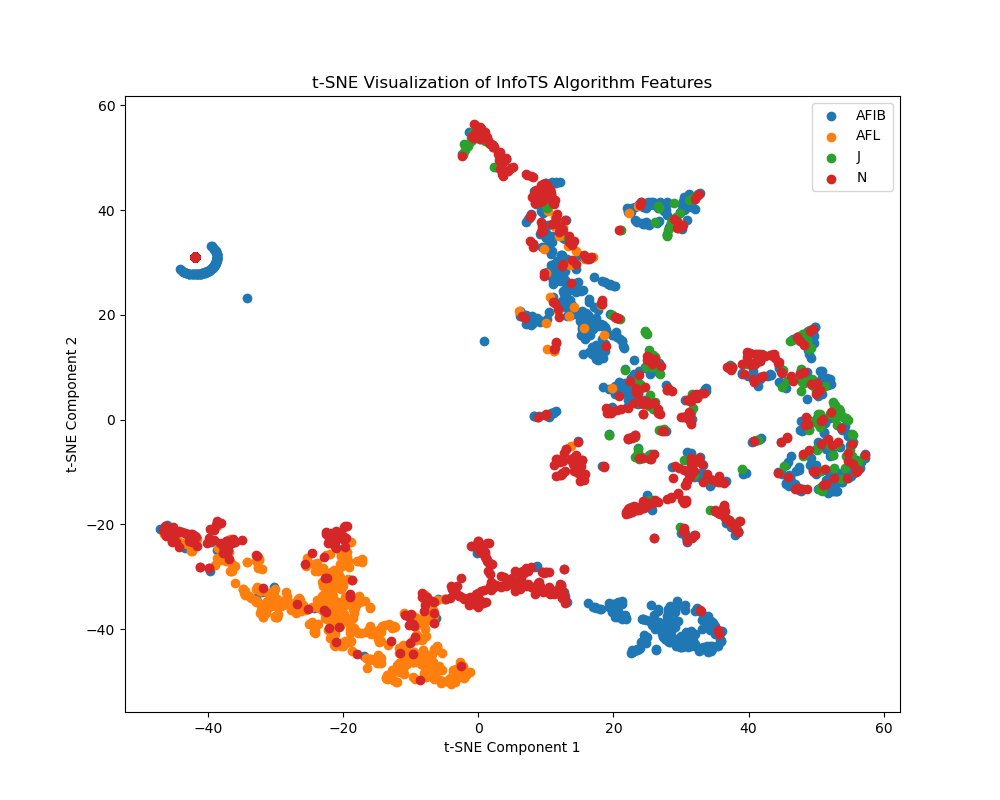 t-SNE Visualization of InfoTS Algorithm Features
AFIB
AFL
J
N
60
40
20
0
−20
−40
t-SNE Component 2
−40
−20
0
20
40
60
t-SNE Component 1